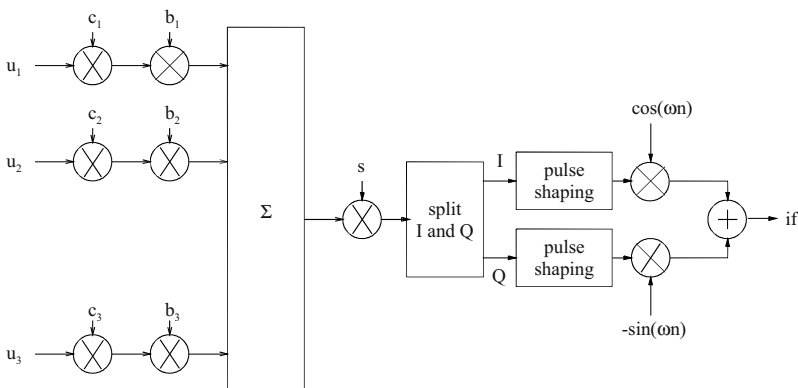 c₁ b₁
u₁
c₂ b₂
u₂
c₃ b₃
u₃
Σ
s
split
I and Q
I
Q
pulse
shaping
pulse
shaping
cos(ωn)
-sin(ωn)
+
if